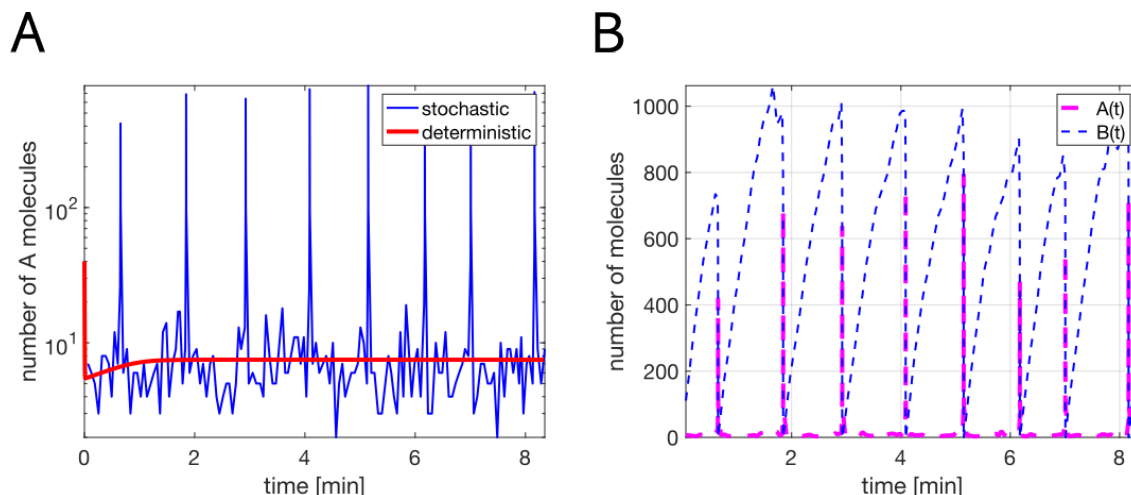 A
number of A molecules
10^2
10^1
0
2
4
6
8
time [min]
stochastic
deterministic
B
number of molecules
1000
800
600
400
200
0
2
4
6
8
time [min]
A(t)
B(t)